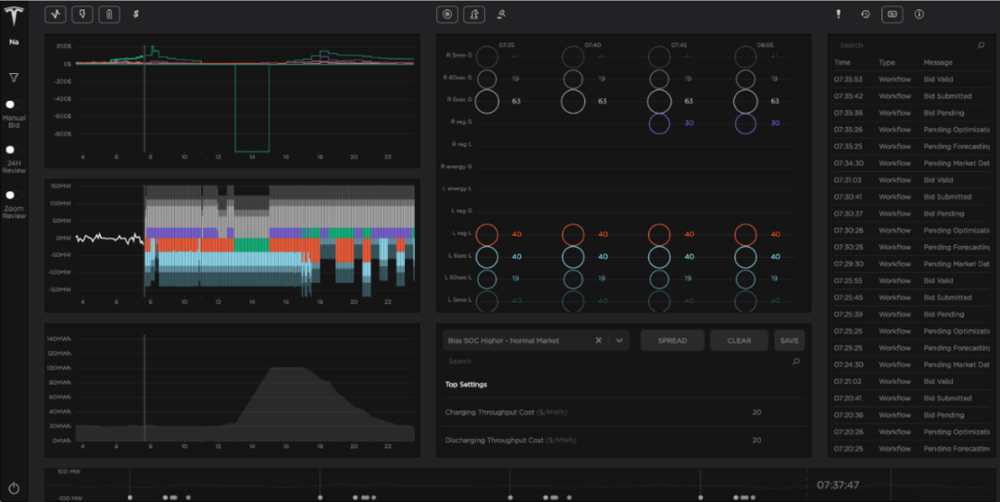 $
Na
Manual
Bid
24H
Review
Zoom
Review
200$
0$
-200$
-400$
-600$
-800$
4 6 8 10 12 14 16 18 20 22
150MW
100MW
50MW
0MW
-50MW
-100MW
-150MW
4 6 8 10 12 14 16 18 20 22
140MWh
100MWh
80MWh
60MWh
40MWh
20MWh
0MWh
4 6 8 10 12 14 16 18 20 22
07:35 07:40 07:45 08:05
R 5min G 41 41 41 41
R 60sec G 19 19 19 19
R 6sec G 63 63 63 63
R reg G 30 30
R reg L
R energy G
L energy L
L reg G
L reg L 40 40 40 40
L 6sec L 40 40 40 40
L 60sec L 19 19 19 19
L 5min L 40 40 40 40
Bias SOC Higher - Normal Market X SPREAD CLEAR SAVE
Search
Top Settings
Charging Throughput Cost ($/MWh) 20
Discharging Throughput Cost ($/MWh) 20
Search
Time Type Message
07:35:53 Workflow Bid Valid
07:35:42 Workflow Bid Submitted
07:35:36 Workflow Bid Pending
07:35:26 Workflow Pending Optimizatic
07:35:25 Workflow Pending Forecasting
07:34:30 Workflow Pending Market Dat
07:31:03 Workflow Bid Valid
07:30:41 Workflow Bid Submitted
07:30:37 Workflow Bid Pending
07:30:26 Workflow Pending Optimizatic
07:30:25 Workflow Pending Forecasting
07:29:30 Workflow Pending Market Dat
07:25:55 Workflow Bid Valid
07:25:45 Workflow Bid Submitted
07:25:39 Workflow Bid Pending
07:25:25 Workflow Pending Optimizatic
07:25:25 Workflow Pending Forecasting
07:24:30 Workflow Pending Market Dat
07:21:02 Workflow Bid Valid
07:20:41 Workflow Bid Submitted
07:20:36 Workflow Bid Pending
07:20:26 Workflow Pending Optimizatic
07:20:25 Workflow Pending Forecasting
100 MW
-100 MW
07:37:47